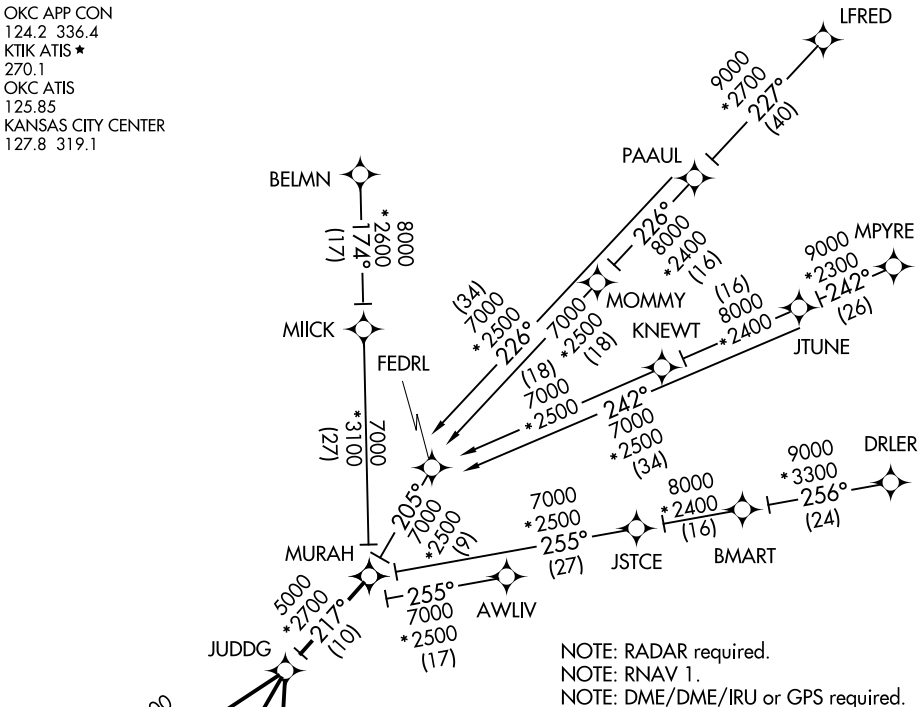 OKC APP CON
124.2 336.4
KTIK ATIS ★
270.1
OKC ATIS
125.85
KANSAS CITY CENTER
127.8 319.1
LFRED
9000
*2700
227°
(40)
PAAUL
BELMN
8000
*2600
174°
(17)
226°
8000
*2400
(16)
MPYRE
9000
*2300
242°
(26)
MOMMY
(34)
7000
*2500
226°
7000
*2500
(18)
(16)
8000
*2400
JTUNE
MIICK
KNEWT
FEDRL
(18)
7000
*2500
242°
7000
*2500
(34)
7000
*3100
(27)
DRLER
9000
*3300
256°
(24)
205°
7000
*2500
(9)
8000
*2400
(16)
BMART
7000
*2500
255°
(27)
JSTCE
MURAH
255°
7000
*2500
(17)
AWLIV
5000
*2700
217°
(10)
JUDDG
NOTE: RADAR required.
NOTE: RNAV 1.
NOTE: DME/DME/IRU or GPS required.